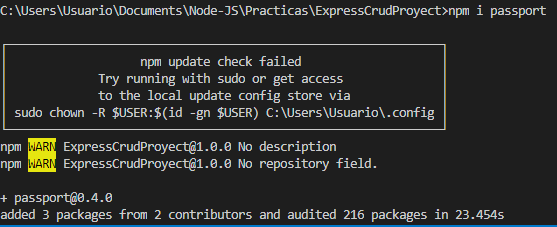 C:\Users\Usuario\Documents\Node-JS\Practicas\ExpressCrudProyect>npm i passport
npm update check failed
Try running with sudo or get access
to the local update config store via
sudo chown -R $USER:$(id -gn $USER) C:\Users\Usuario\.config
npm WARN ExpressCrudProyect@1.0.0 No description
npm WARN ExpressCrudProyect@1.0.0 No repository field.
+ passport@0.4.0
added 3 packages from 2 contributors and audited 216 packages in 23.454s